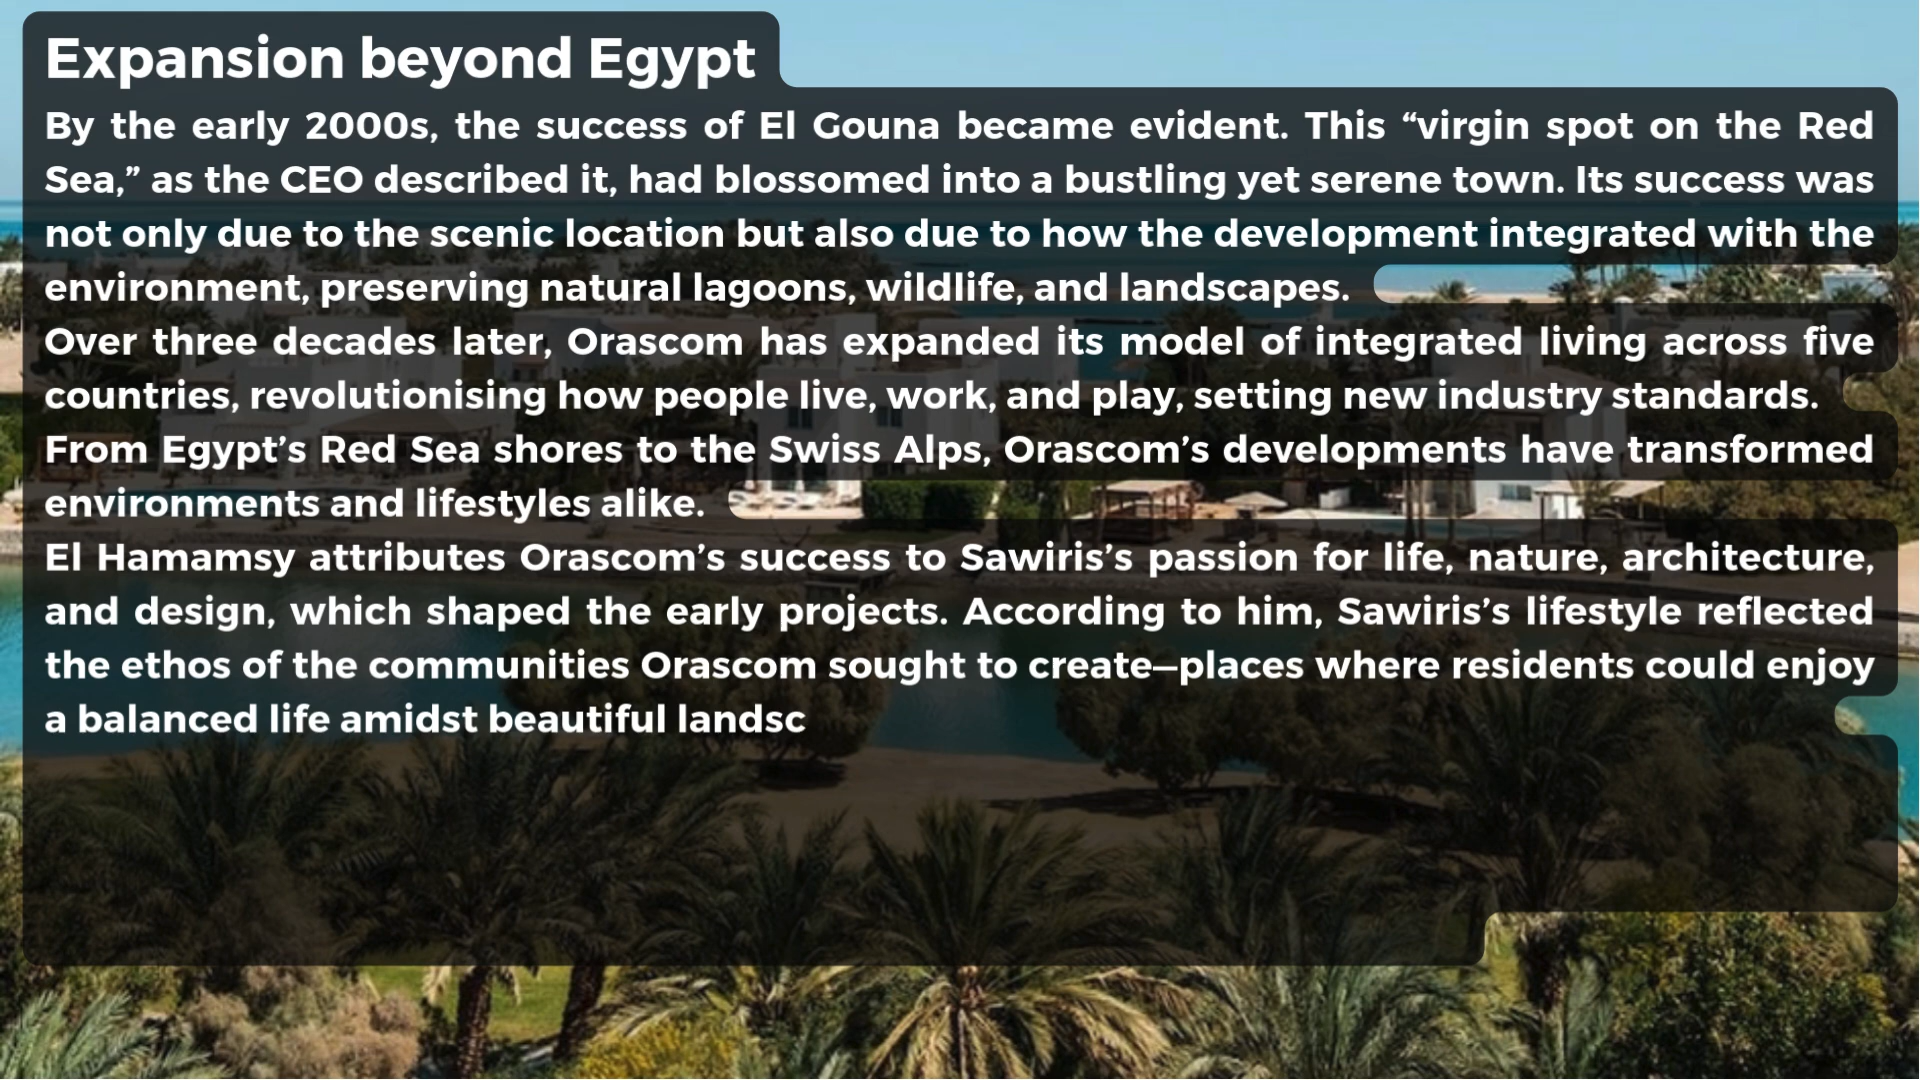 Expansion beyond Egypt
By the early 2000s, the success of El Gouna became evident. This “virgin spot on the Red
Sea,” as the CEO described it, had blossomed into a bustling yet serene town. Its success was
not only due to the scenic location but also due to how the development integrated with the
environment, preserving natural lagoons, wildlife, and landscapes.
Over three decades later, Orascom has expanded its model of integrated living across five
countries, revolutionising how people live, work, and play, setting new industry standards.
From Egypt’s Red Sea shores to the Swiss Alps, Orascom’s developments have transformed
environments and lifestyles alike.
El Hamamsy attributes Orascom’s success to Sawiris’s passion for life, nature, architecture,
and design, which shaped the early projects. According to him, Sawiris’s lifestyle reflected
the ethos of the communities Orascom sought to create—places where residents could enjoy
a balanced life amidst beautiful landsc